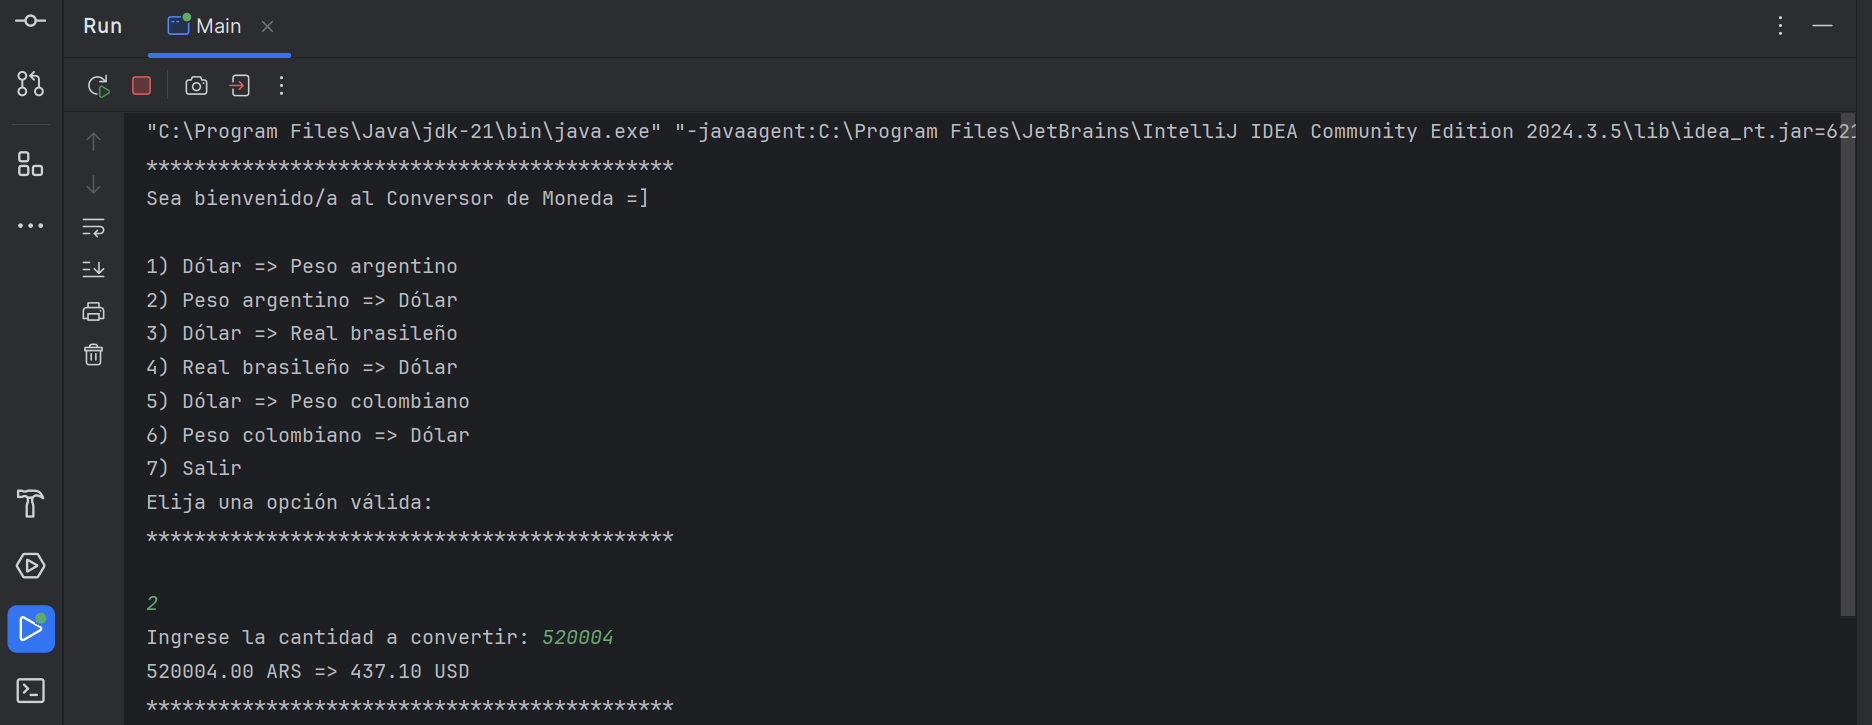 Run Main
"C:\Program Files\Java\jdk-21\bin\java.exe" "-javaagent:C:\Program Files\JetBrains\IntelliJ IDEA Community Edition 2024.3.5\lib\idea_rt.jar=621
********************************************
Sea bienvenido/a al Conversor de Moneda =]
1) Dólar => Peso argentino
2) Peso argentino => Dólar
3) Dólar => Real brasileño
4) Real brasileño => Dólar
5) Dólar => Peso colombiano
6) Peso colombiano => Dólar
7) Salir
Elija una opción válida:
********************************************
2
Ingrese la cantidad a convertir: 520004
520004.00 ARS => 437.10 USD
********************************************